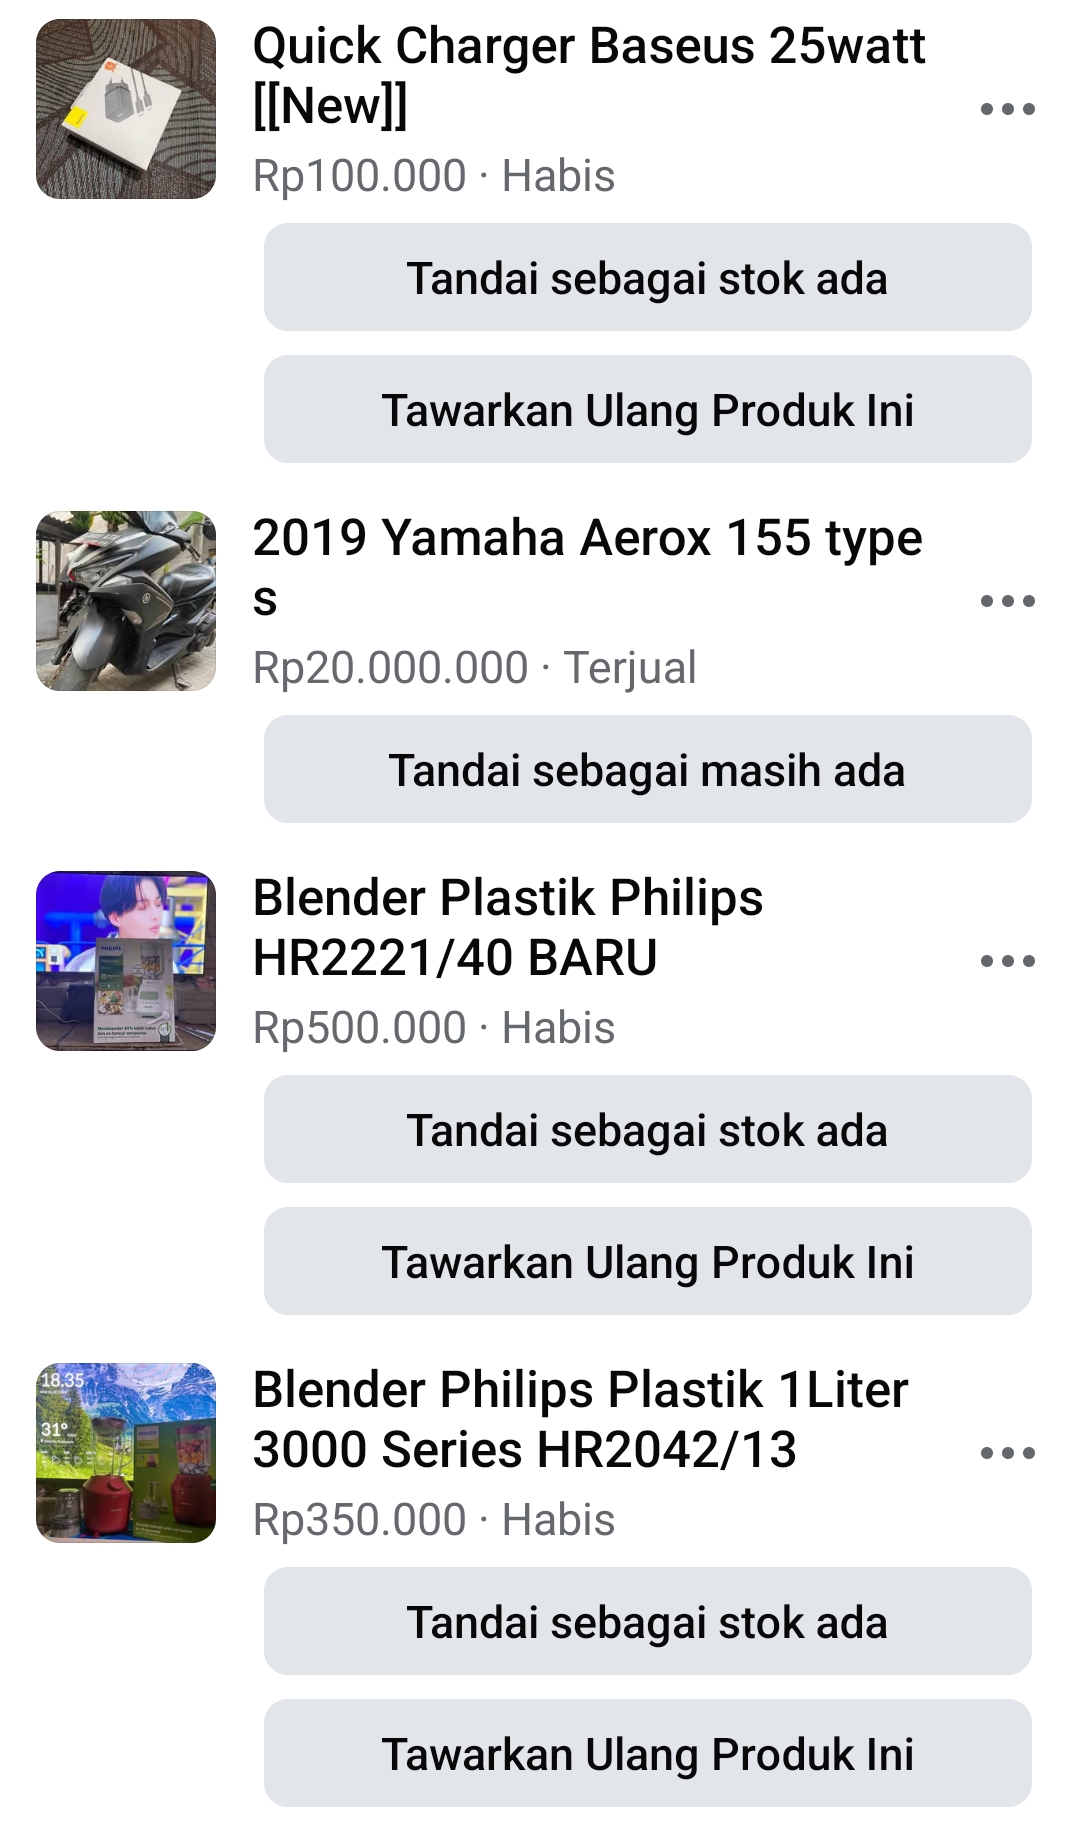 Quick Charger Baseus 25watt
[[New]]
Rp100.000 · Habis
Tandai sebagai stok ada
Tawarkan Ulang Produk Ini
2019 Yamaha Aerox 155 type
s
Rp20.000.000 · Terjual
Tandai sebagai masih ada
Blender Plastik Philips
HR2221/40 BARU
PHILIPS
Rp500.000 · Habis
Tandai sebagai stok ada
Tawarkan Ulang Produk Ini
Blender Philips Plastik 1Liter
3000 Series HR2042/13
18.35
31°
PHILIPS
Rp350.000 · Habis
Tandai sebagai stok ada
Tawarkan Ulang Produk Ini